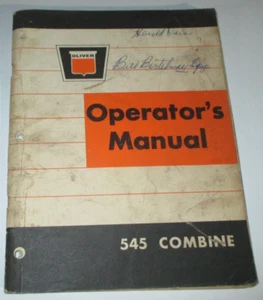 OLIVER
Operator's
Manual
545 COMBINE